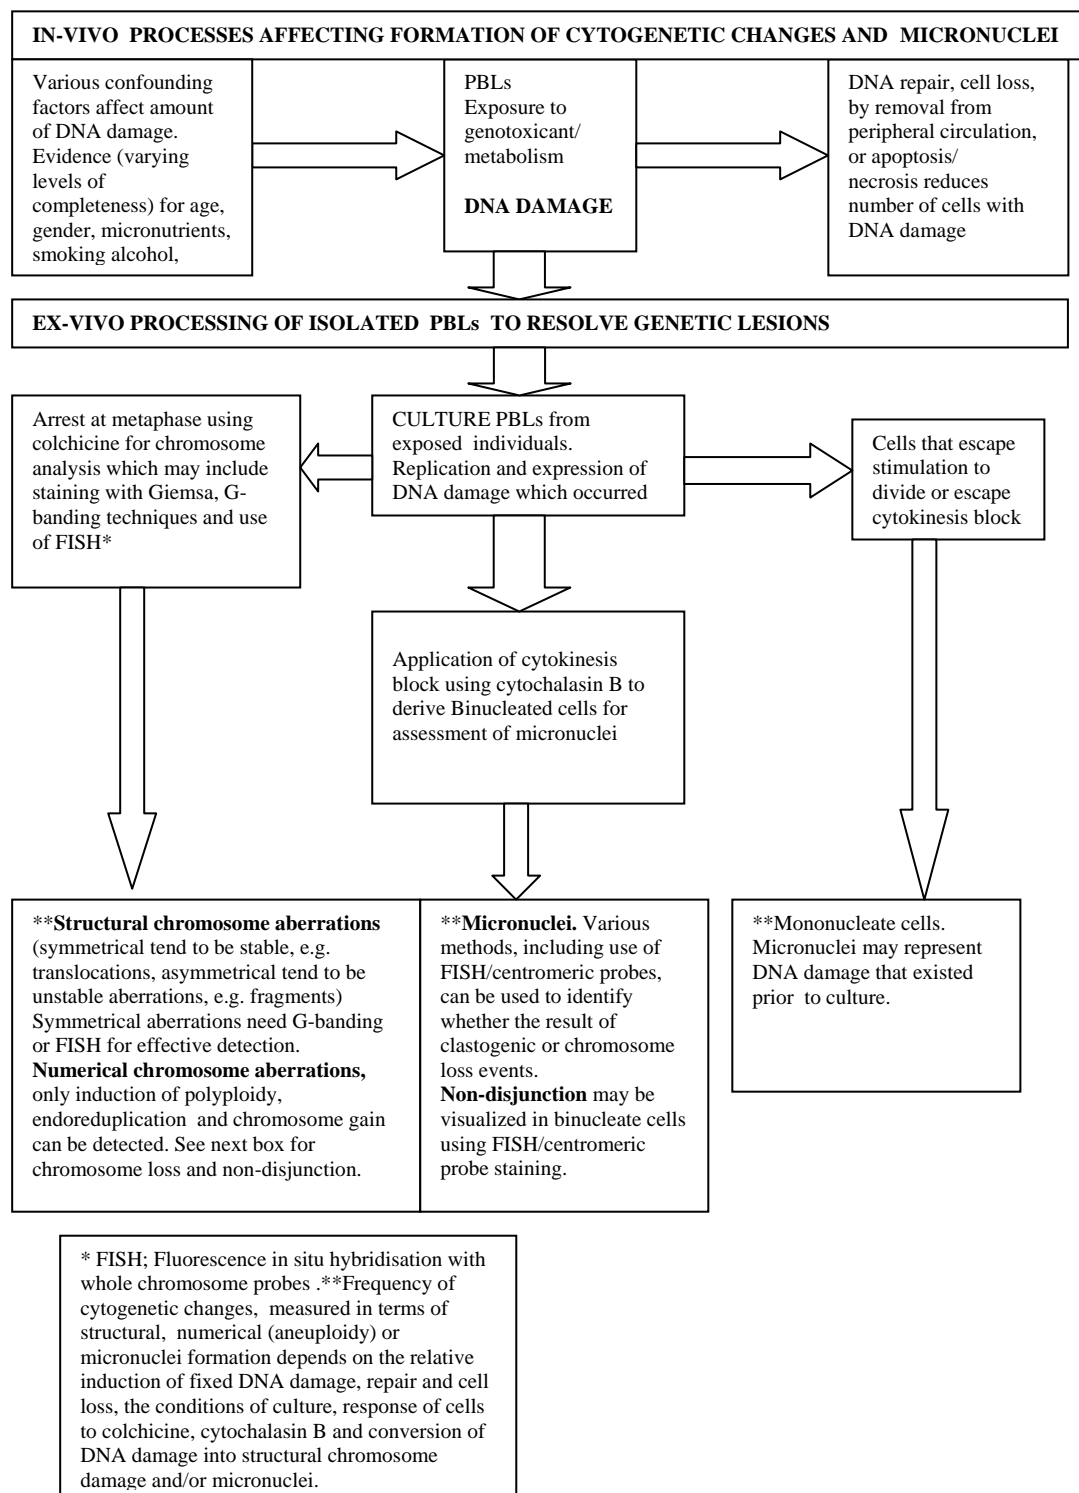 IN-VIVO PROCESSES AFFECTING FORMATION OF CYTOGENETIC CHANGES AND MICRONUCLEI
Various confounding
factors affect amount
of DNA damage.
Evidence (varying
levels of
completeness) for age,
gender, micronutrients,
smoking alcohol,
PBLs
Exposure to
genotoxicant/
metabolism
DNA DAMAGE
DNA repair, cell loss,
by removal from
peripheral circulation,
or apoptosis/
necrosis reduces
number of cells with
DNA damage
EX-VIVO PROCESSING OF ISOLATED PBLs TO RESOLVE GENETIC LESIONS
Arrest at metaphase using
colchicine for chromosome
analysis which may include
staining with Giemsa, G-
banding techniques and use
of FISH*
CULTURE PBLs from
exposed individuals.
Replication and expression of
DNA damage which occurred
Cells that escape
stimulation to
divide or escape
cytokinesis block
Application of cytokinesis
block using cytochalasin B to
derive Binucleated cells for
assessment of micronuclei
**Structural chromosome aberrations
(symmetrical tend to be stable, e.g.
translocations, asymmetrical tend to be
unstable aberrations, e.g. fragments)
Symmetrical aberrations need G-banding
or FISH for effective detection.
Numerical chromosome aberrations,
only induction of polyploidy,
endoreduplication and chromosome gain
can be detected. See next box for
chromosome loss and non-disjunction.
**Micronuclei. Various
methods, including use of
FISH/centromeric probes,
can be used to identify
whether the result of
clastogenic or chromosome
loss events.
Non-disjunction may be
visualized in binucleate cells
using FISH/centromeric
probe staining.
**Mononucleate cells.
Micronuclei may represent
DNA damage that existed
prior to culture.
* FISH; Fluorescence in situ hybridisation with
whole chromosome probes .**Frequency of
cytogenetic changes, measured in terms of
structural, numerical (aneuploidy) or
micronuclei formation depends on the relative
induction of fixed DNA damage, repair and cell
loss, the conditions of culture, response of cells
to colchicine, cytochalasin B and conversion of
DNA damage into structural chromosome
damage and/or micronuclei.